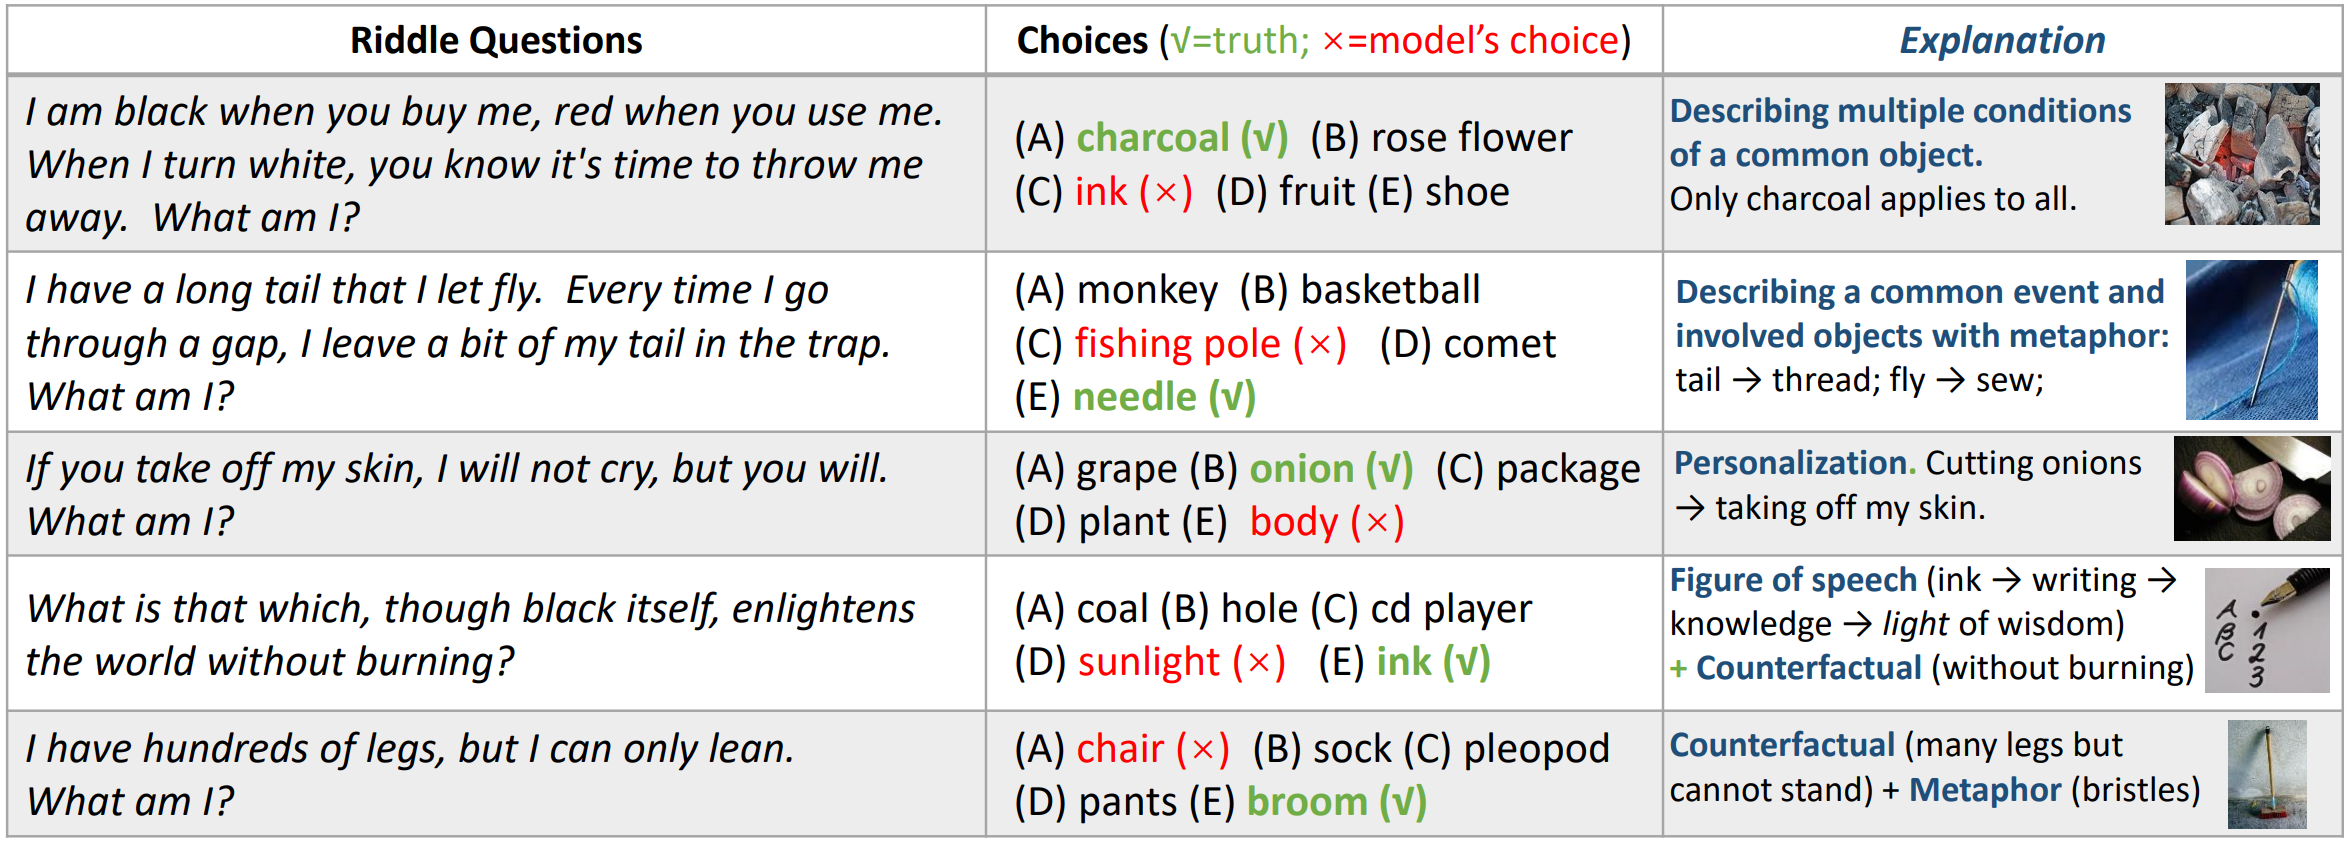 Riddle Questions
Choices (√=truth; ×=model’s choice)
Explanation
I am black when you buy me, red when you use me.
When I turn white, you know it's time to throw me
away.  What am I?
(A) charcoal (√)  (B) rose flower
(C) ink (×)  (D) fruit (E) shoe
Describing multiple conditions
of a common object.
Only charcoal applies to all.
I have a long tail that I let fly.  Every time I go
through a gap, I leave a bit of my tail in the trap.
What am I?
(A) monkey  (B) basketball
(C) fishing pole (×)  (D) comet
(E) needle (√)
Describing a common event and
involved objects with metaphor:
tail → thread; fly → sew;
If you take off my skin, I will not cry, but you will.
What am I?
(A) grape (B) onion (√)  (C) package
(D) plant (E)  body (×)
Personalization. Cutting onions
→ taking off my skin.
What is that which, though black itself, enlightens
the world without burning?
(A) coal (B) hole (C) cd player
(D) sunlight (×)  (E) ink (√)
Figure of speech (ink → writing →
knowledge → light of wisdom)
+ Counterfactual (without burning)
A
B 1
C 2
3
I have hundreds of legs, but I can only lean.
What am I?
(A) chair (×)  (B) sock (C) pleopod
(D) pants (E) broom (√)
Counterfactual (many legs but
cannot stand) + Metaphor (bristles)